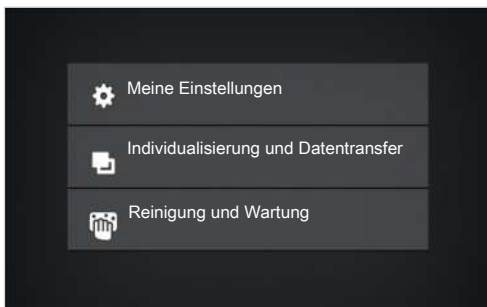 Meine Einstellungen
Individualisierung und Datentransfer
Reinigung und Wartung